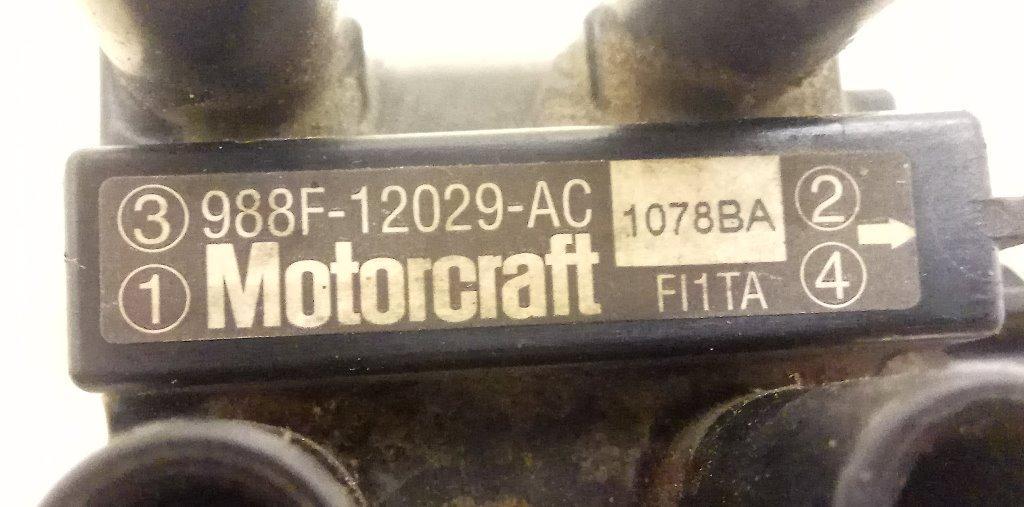 ③ 988F-12029-AC 1078BA ②
① Motorcraft FI1TA ④